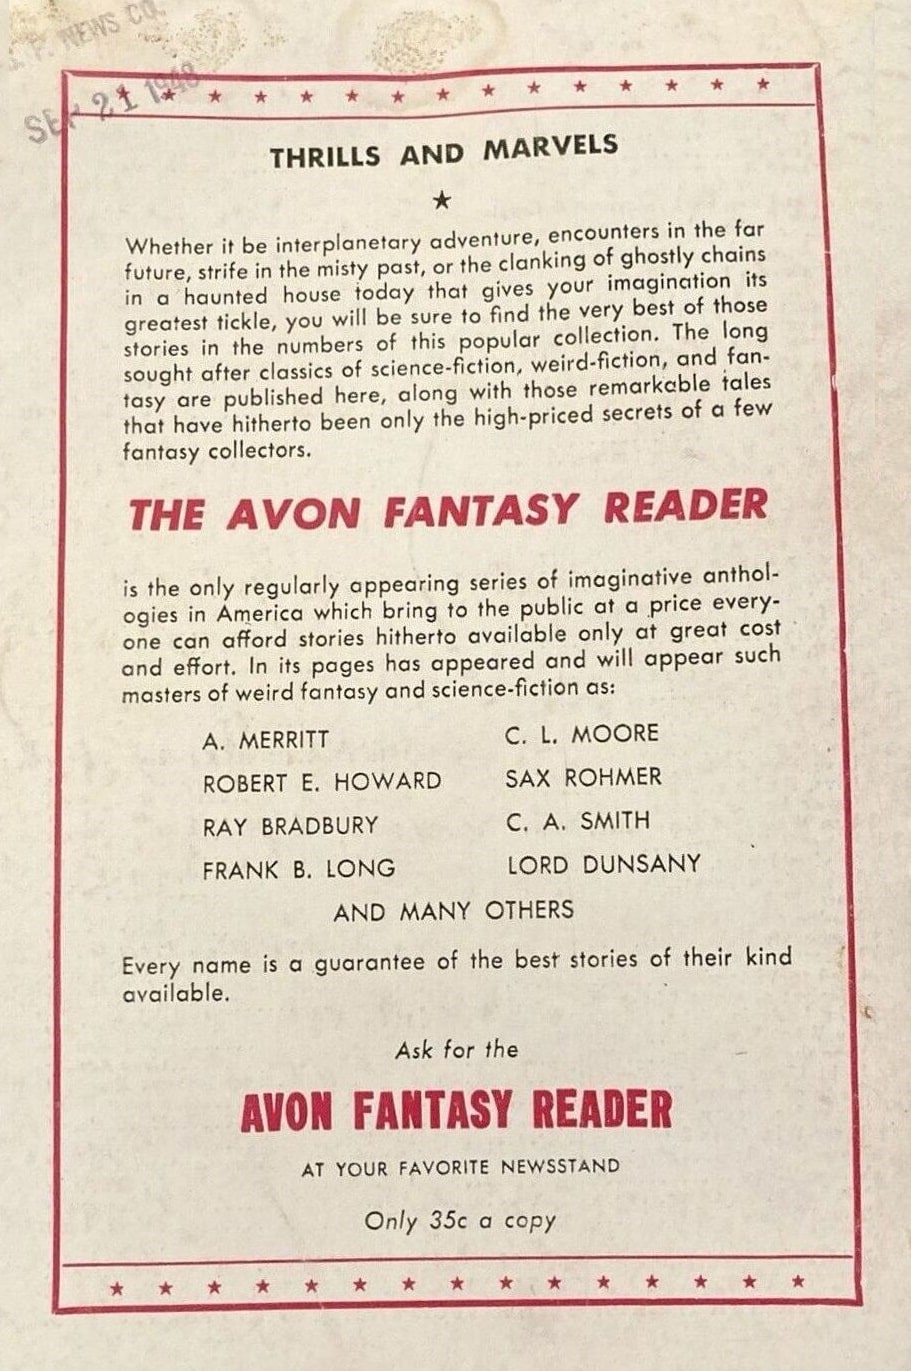 NEWS CO.
SEP 21 1948
THRILLS AND MARVELS
Whether it be interplanetary adventure, encounters in the far
future, strife in the misty past, or the clanking of ghostly chains
in a haunted house today that gives your imagination its
greatest tickle, you will be sure to find the very best of those
stories in the numbers of this popular collection. The long
sought after classics of science-fiction, weird-fiction, and fan-
tasy are published here, along with those remarkable tales
that have hitherto been only the high-priced secrets of a few
fantasy collectors.
THE AVON FANTASY READER
is the only regularly appearing series of imaginative anthol-
ogies in America which bring to the public at a price every-
one can afford stories hitherto available only at great cost
and effort. In its pages has appeared and will appear such
masters of weird fantasy and science-fiction as:
A. MERRITT C. L. MOORE
ROBERT E. HOWARD SAX ROHMER
RAY BRADBURY C. A. SMITH
FRANK B. LONG LORD DUNSANY
AND MANY OTHERS
Every name is a guarantee of the best stories of their kind
available.
Ask for the
AVON FANTASY READER
AT YOUR FAVORITE NEWSSTAND
Only 35c a copy